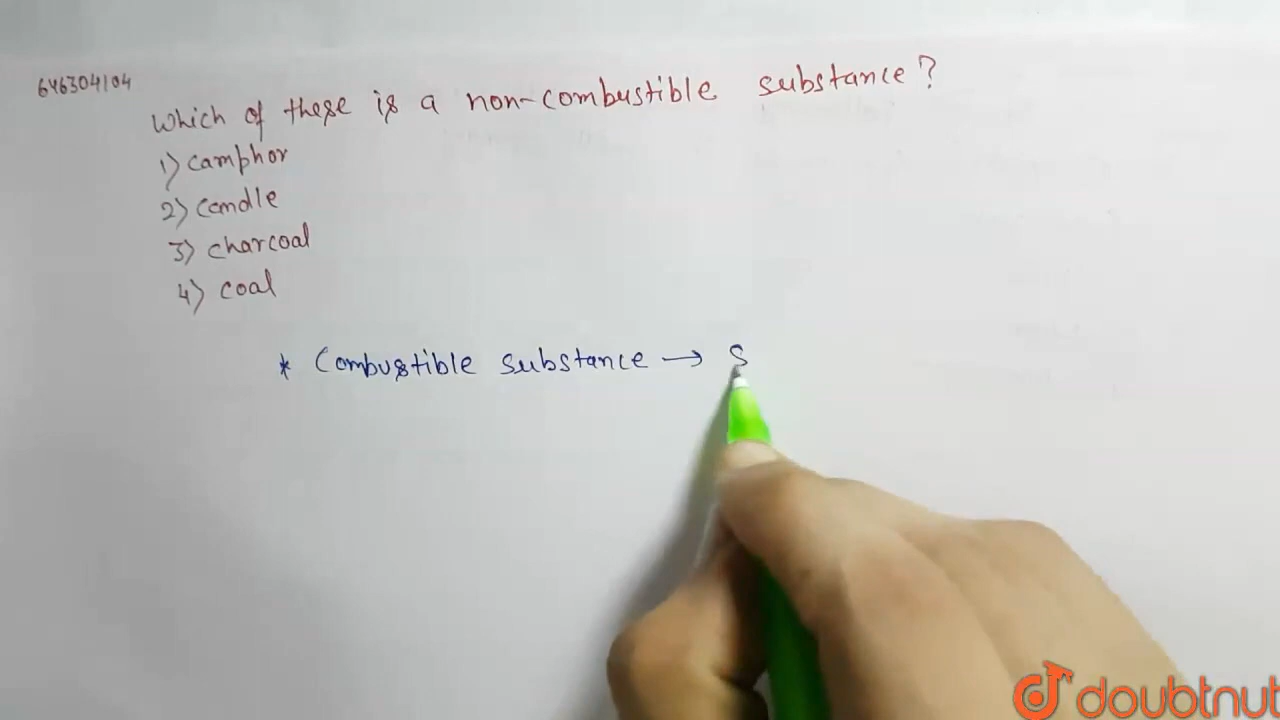 646304104
Which of these is a non-combustible substance?
1) camphor
2) candle
3) charcoal
4) coal
* Combustible substance → S
doubtnut